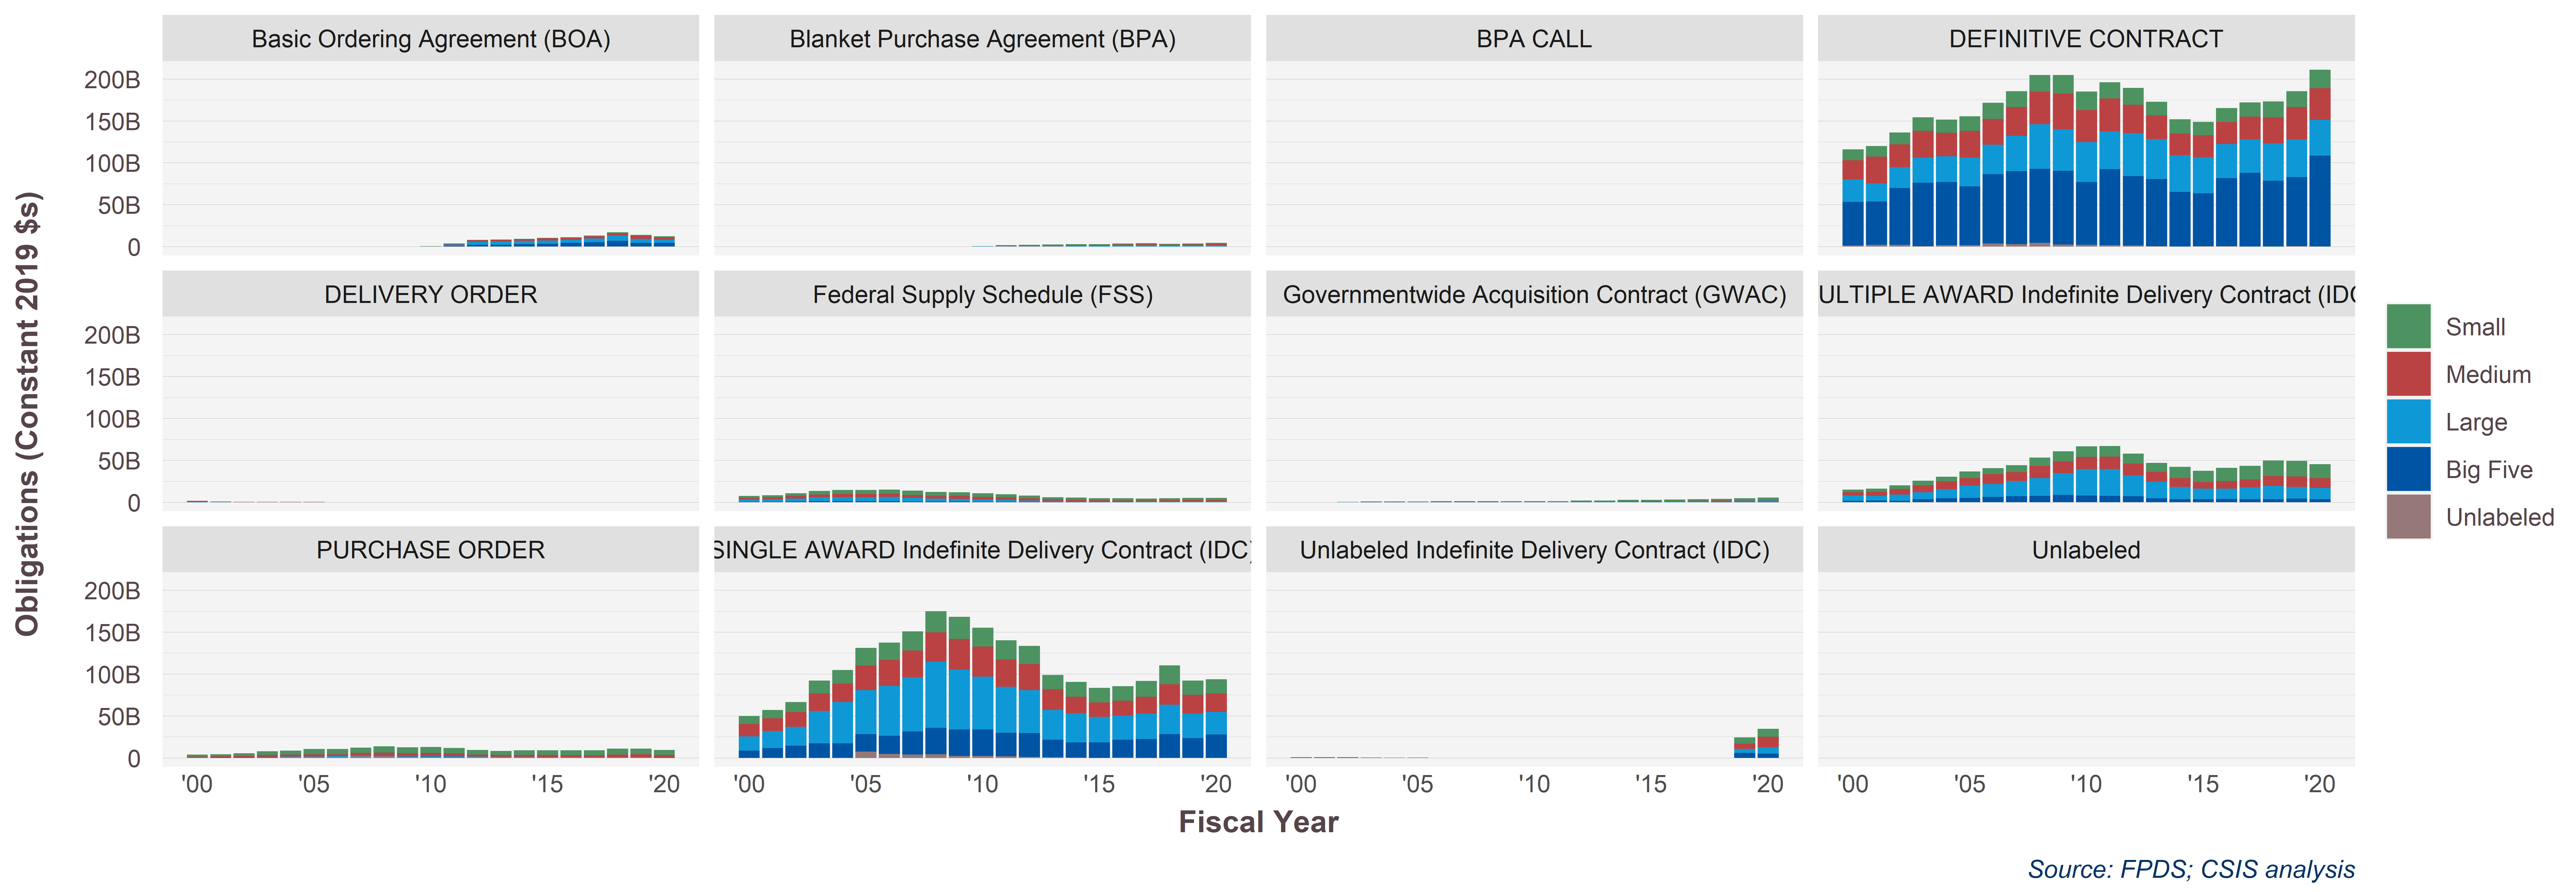 Basic Ordering Agreement (BOA)
Blanket Purchase Agreement (BPA)
BPA CALL
DEFINITIVE CONTRACT
200B
150B
100B
50B
0
DELIVERY ORDER
Federal Supply Schedule (FSS)
Governmentwide Acquisition Contract (GWAC)
ULTIPLE AWARD Indefinite Delivery Contract (IDC
200B
150B
100B
50B
0
PURCHASE ORDER
SINGLE AWARD Indefinite Delivery Contract (IDC)
Unlabeled Indefinite Delivery Contract (IDC)
Unlabeled
200B
150B
100B
50B
0
'00 '05 '10 '15 '20
'00 '05 '10 '15 '20
'00 '05 '10 '15 '20
'00 '05 '10 '15 '20
Obligations (Constant 2019 $s)
Fiscal Year
Small
Medium
Large
Big Five
Unlabeled
Source: FPDS; CSIS analysis